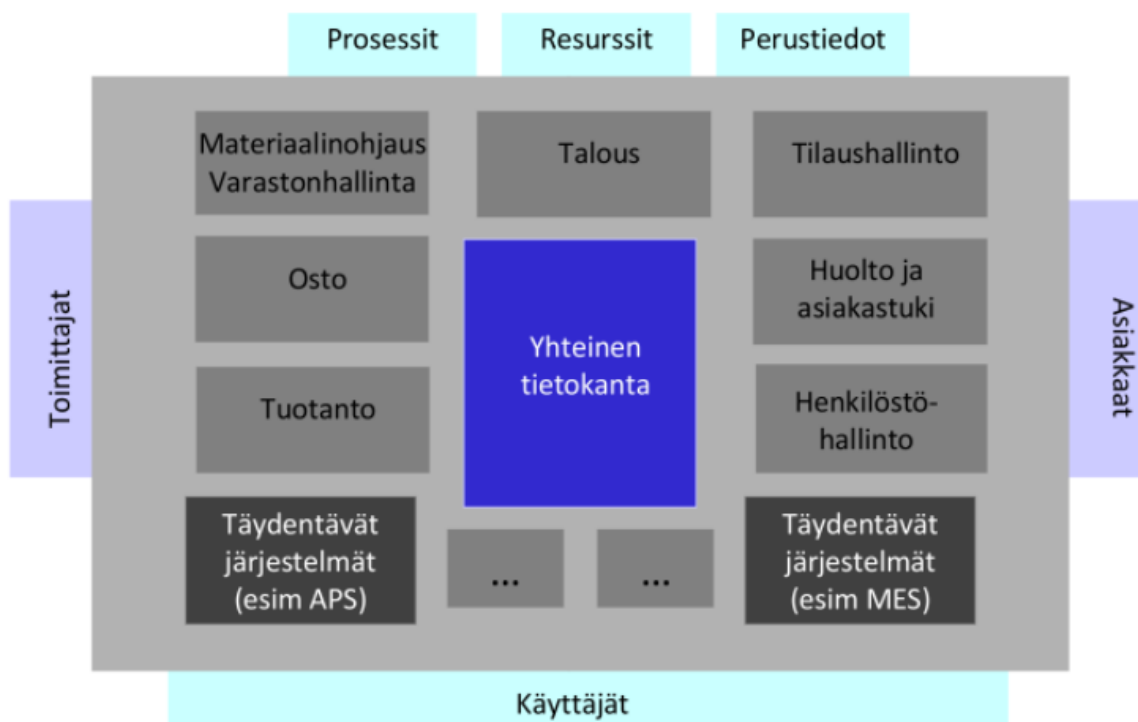 Prosessit
Resurssit
Perustiedot
Materiaalinohjaus
Varastonhallinta
Talous
Tilaushallinto
Toimittajat
Osto
Yhteinen
tietokanta
Huolto ja
asiakastuki
Asiakkaat
Tuotanto
Henkilöstö-
hallinto
Täydentävät
järjestelmät
(esim APS)
...
...
Täydentävät
järjestelmät
(esim MES)
Käyttäjät